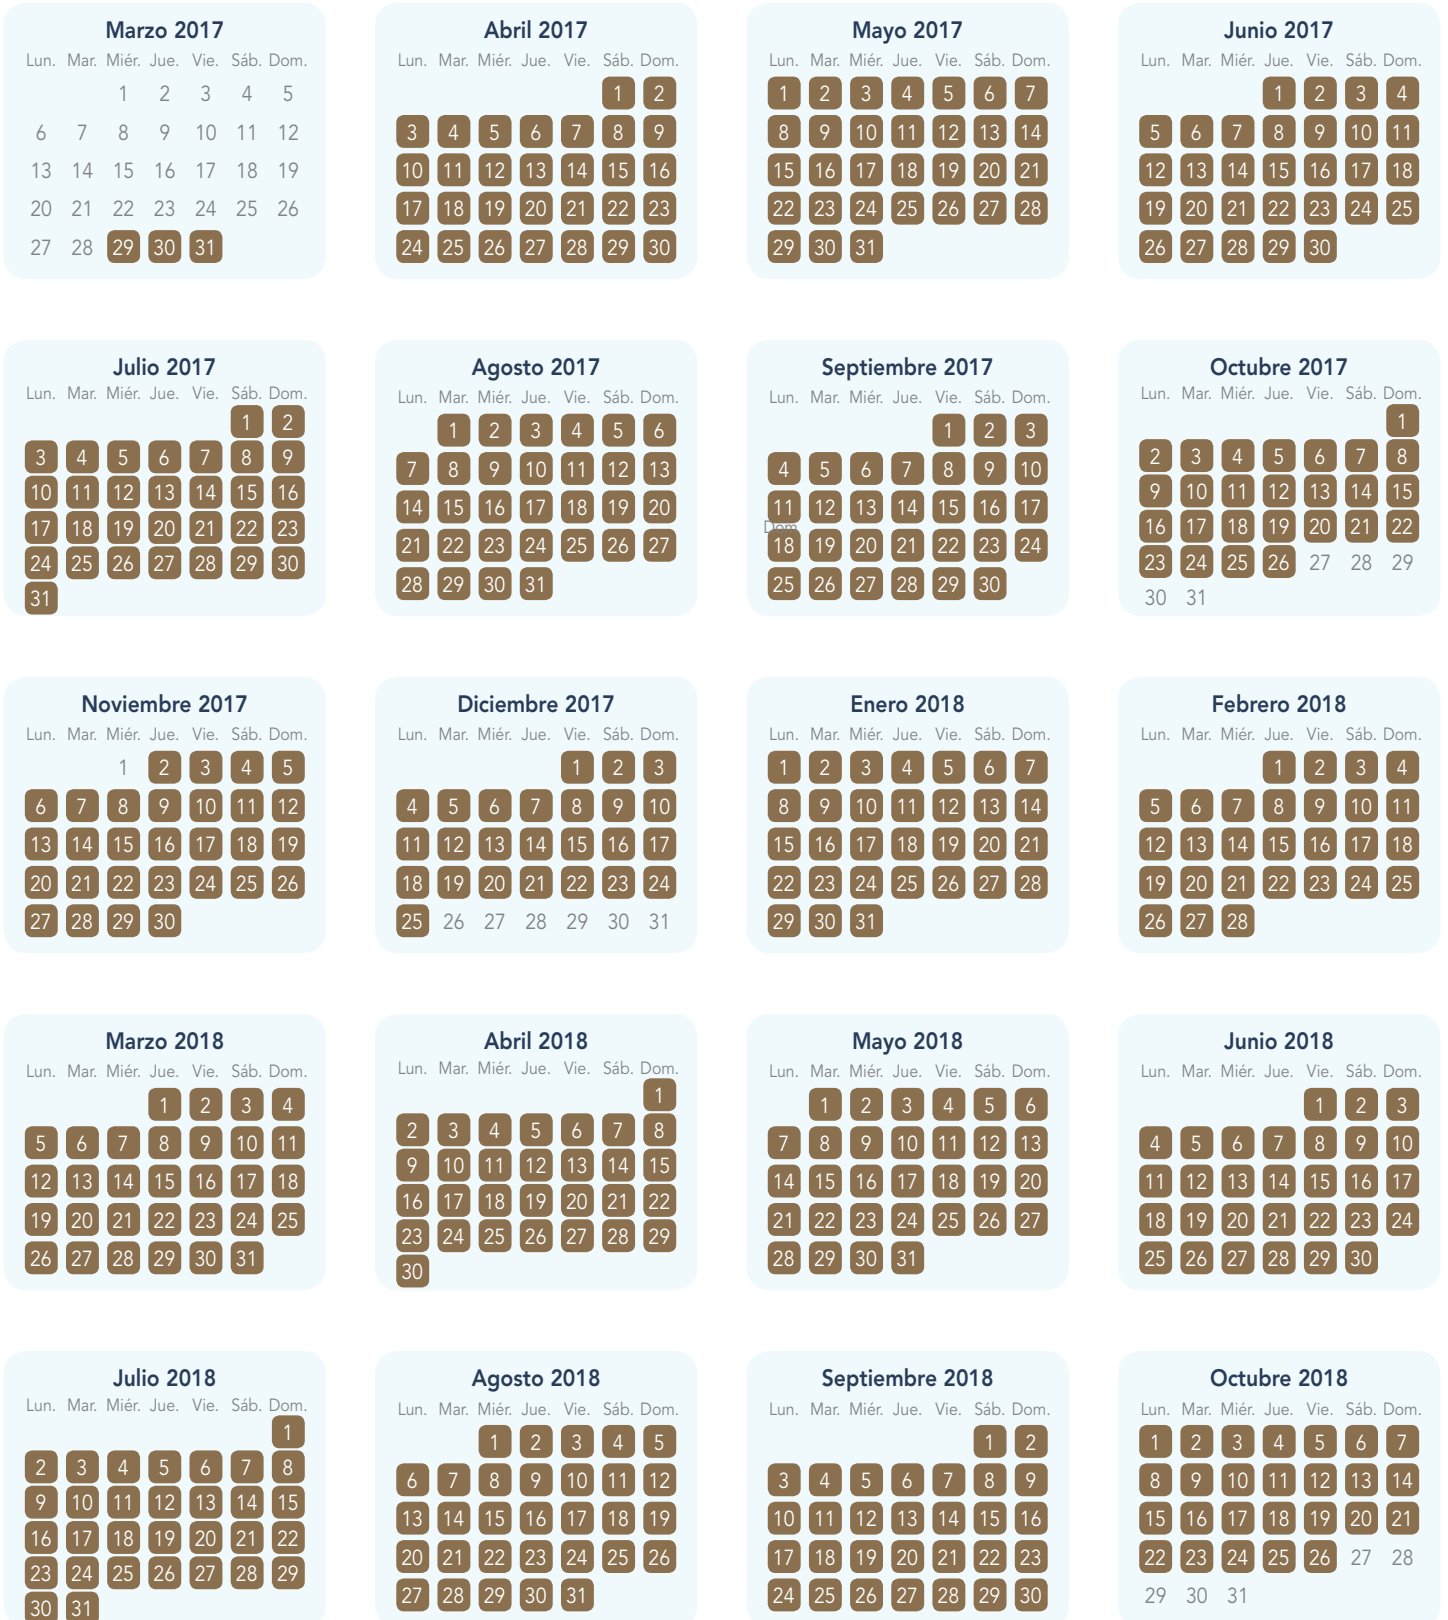 Marzo 2017
Lun. Mar. Miér. Jue. Vie. Sáb. Dom.
1 2 3 4 5
6 7 8 9 10 11 12
13 14 15 16 17 18 19
20 21 22 23 24 25 26
27 28 29 30 31
Abril 2017
Lun. Mar. Miér. Jue. Vie. Sáb. Dom.
1 2
3 4 5 6 7 8 9
10 11 12 13 14 15 16
17 18 19 20 21 22 23
24 25 26 27 28 29 30
Mayo 2017
Lun. Mar. Miér. Jue. Vie. Sáb. Dom.
1 2 3 4 5 6 7
8 9 10 11 12 13 14
15 16 17 18 19 20 21
22 23 24 25 26 27 28
29 30 31
Junio 2017
Lun. Mar. Miér. Jue. Vie. Sáb. Dom.
1 2 3 4
5 6 7 8 9 10 11
12 13 14 15 16 17 18
19 20 21 22 23 24 25
26 27 28 29 30
Julio 2017
Lun. Mar. Miér. Jue. Vie. Sáb. Dom.
1 2
3 4 5 6 7 8 9
10 11 12 13 14 15 16
17 18 19 20 21 22 23
24 25 26 27 28 29 30
31
Agosto 2017
Lun. Mar. Miér. Jue. Vie. Sáb. Dom.
1 2 3 4 5 6
7 8 9 10 11 12 13
14 15 16 17 18 19 20
21 22 23 24 25 26 27
28 29 30 31
Septiembre 2017
Lun. Mar. Miér. Jue. Vie. Sáb. Dom.
1 2 3
4 5 6 7 8 9 10
11 12 13 14 15 16 17
Dom.
18 19 20 21 22 23 24
25 26 27 28 29 30
Octubre 2017
Lun. Mar. Miér. Jue. Vie. Sáb. Dom.
1
2 3 4 5 6 7 8
9 10 11 12 13 14 15
16 17 18 19 20 21 22
23 24 25 26 27 28 29
30 31
Noviembre 2017
Lun. Mar. Miér. Jue. Vie. Sáb. Dom.
1 2 3 4 5
6 7 8 9 10 11 12
13 14 15 16 17 18 19
20 21 22 23 24 25 26
27 28 29 30
Diciembre 2017
Lun. Mar. Miér. Jue. Vie. Sáb. Dom.
1 2 3
4 5 6 7 8 9 10
11 12 13 14 15 16 17
18 19 20 21 22 23 24
25 26 27 28 29 30 31
Enero 2018
Lun. Mar. Miér. Jue. Vie. Sáb. Dom.
1 2 3 4 5 6 7
8 9 10 11 12 13 14
15 16 17 18 19 20 21
22 23 24 25 26 27 28
29 30 31
Febrero 2018
Lun. Mar. Miér. Jue. Vie. Sáb. Dom.
1 2 3 4
5 6 7 8 9 10 11
12 13 14 15 16 17 18
19 20 21 22 23 24 25
26 27 28
Marzo 2018
Lun. Mar. Miér. Jue. Vie. Sáb. Dom.
1 2 3 4
5 6 7 8 9 10 11
12 13 14 15 16 17 18
19 20 21 22 23 24 25
26 27 28 29 30 31
Abril 2018
Lun. Mar. Miér. Jue. Vie. Sáb. Dom.
1
2 3 4 5 6 7 8
9 10 11 12 13 14 15
16 17 18 19 20 21 22
23 24 25 26 27 28 29
30
Mayo 2018
Lun. Mar. Miér. Jue. Vie. Sáb. Dom.
1 2 3 4 5 6
7 8 9 10 11 12 13
14 15 16 17 18 19 20
21 22 23 24 25 26 27
28 29 30 31
Junio 2018
Lun. Mar. Miér. Jue. Vie. Sáb. Dom.
1 2 3
4 5 6 7 8 9 10
11 12 13 14 15 16 17
18 19 20 21 22 23 24
25 26 27 28 29 30
Julio 2018
Lun. Mar. Miér. Jue. Vie. Sáb. Dom.
1
2 3 4 5 6 7 8
9 10 11 12 13 14 15
16 17 18 19 20 21 22
23 24 25 26 27 28 29
30 31
Agosto 2018
Lun. Mar. Miér. Jue. Vie. Sáb. Dom.
1 2 3 4 5
6 7 8 9 10 11 12
13 14 15 16 17 18 19
20 21 22 23 24 25 26
27 28 29 30 31
Septiembre 2018
Lun. Mar. Miér. Jue. Vie. Sáb. Dom.
1 2
3 4 5 6 7 8 9
10 11 12 13 14 15 16
17 18 19 20 21 22 23
24 25 26 27 28 29 30
Octubre 2018
Lun. Mar. Miér. Jue. Vie. Sáb. Dom.
1 2 3 4 5 6 7
8 9 10 11 12 13 14
15 16 17 18 19 20 21
22 23 24 25 26 27 28
29 30 31